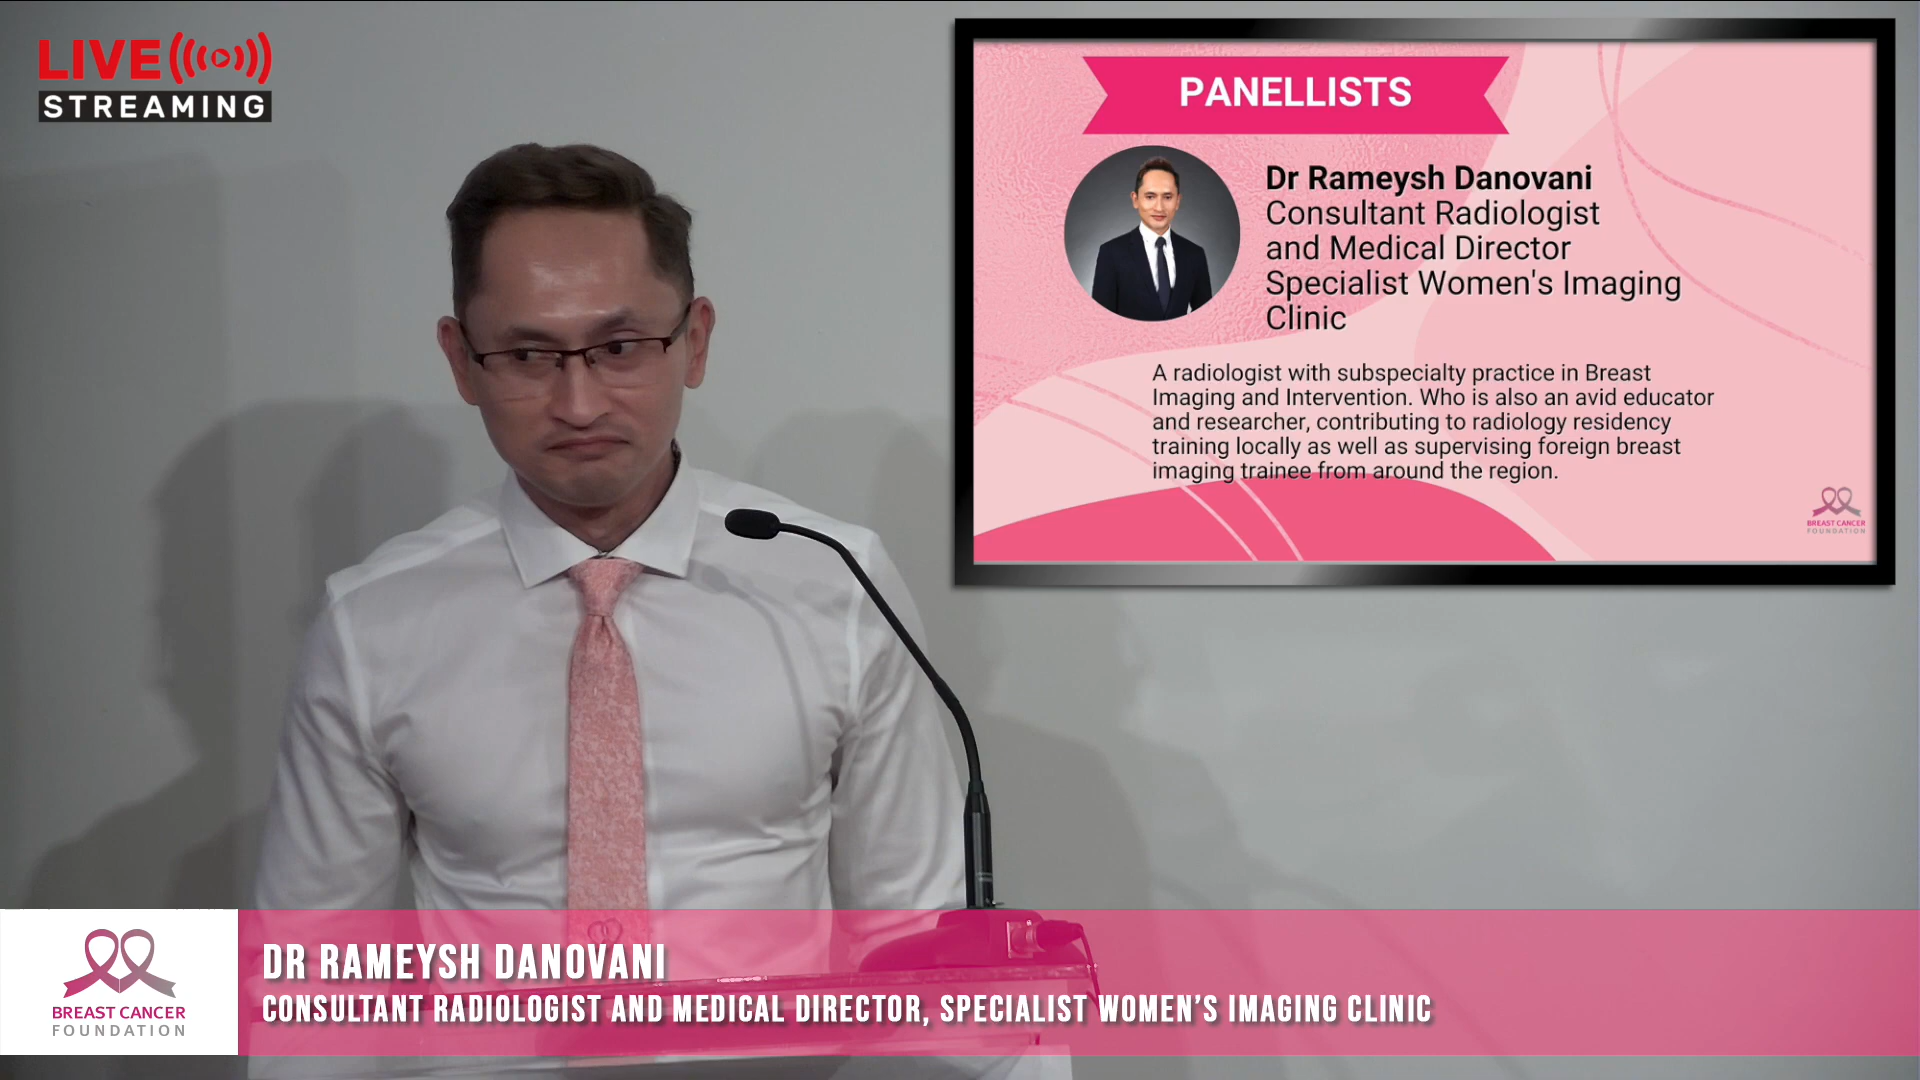 LIVE
STREAMING
PANELLISTS
Dr Rameysh Danovani
Consultant Radiologist
and Medical Director
Specialist Women's Imaging
Clinic
A radiologist with subspecialty practice in Breast
Imaging and Intervention. Who is also an avid educator
and researcher, contributing to radiology residency
training locally as well as supervising foreign breast
imaging trainee from around the region.
BREAST CANCER
FOUNDATION
DR RAMEYSH DANOVANI
CONSULTANT RADIOLOGIST AND MEDICAL DIRECTOR, SPECIALIST WOMEN’S IMAGING CLINIC
BREAST CANCER
FOUNDATION